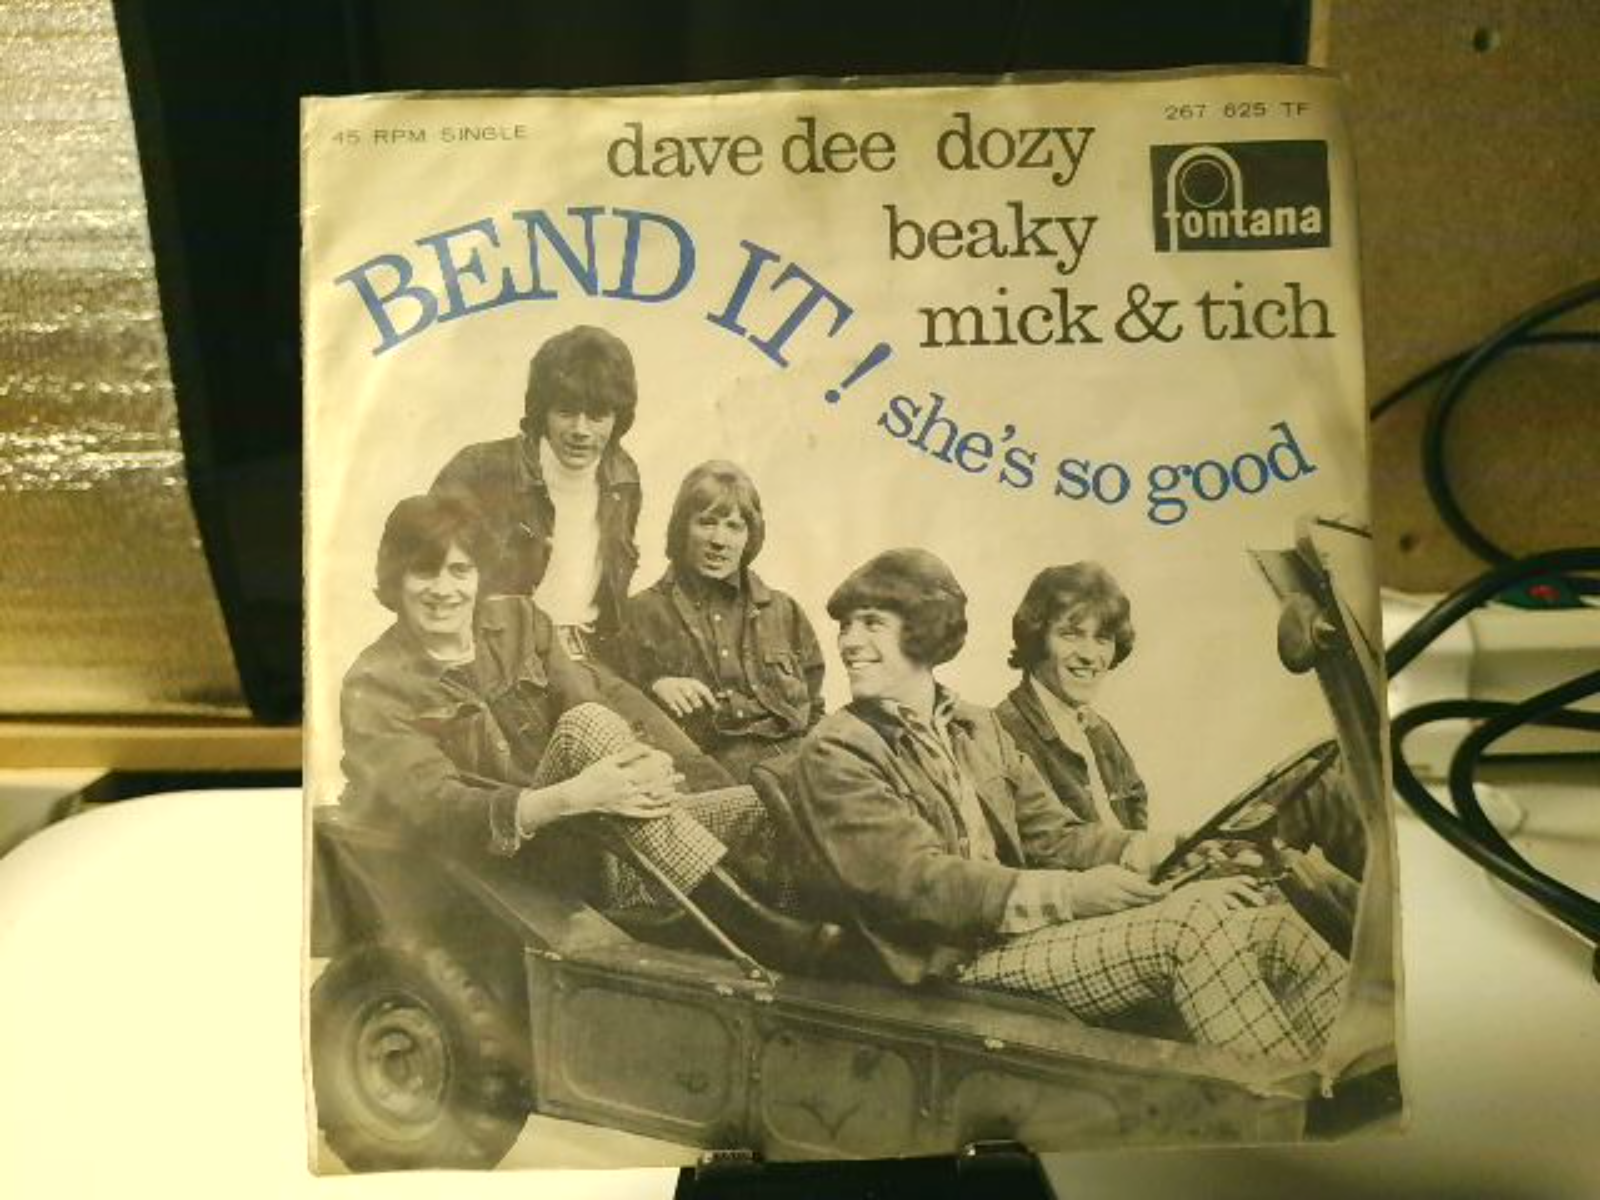 45 RPM SINGLE
267 625 TF
dave dee dozy
beaky
mick & tich
fontana
BEND IT!
she's so good